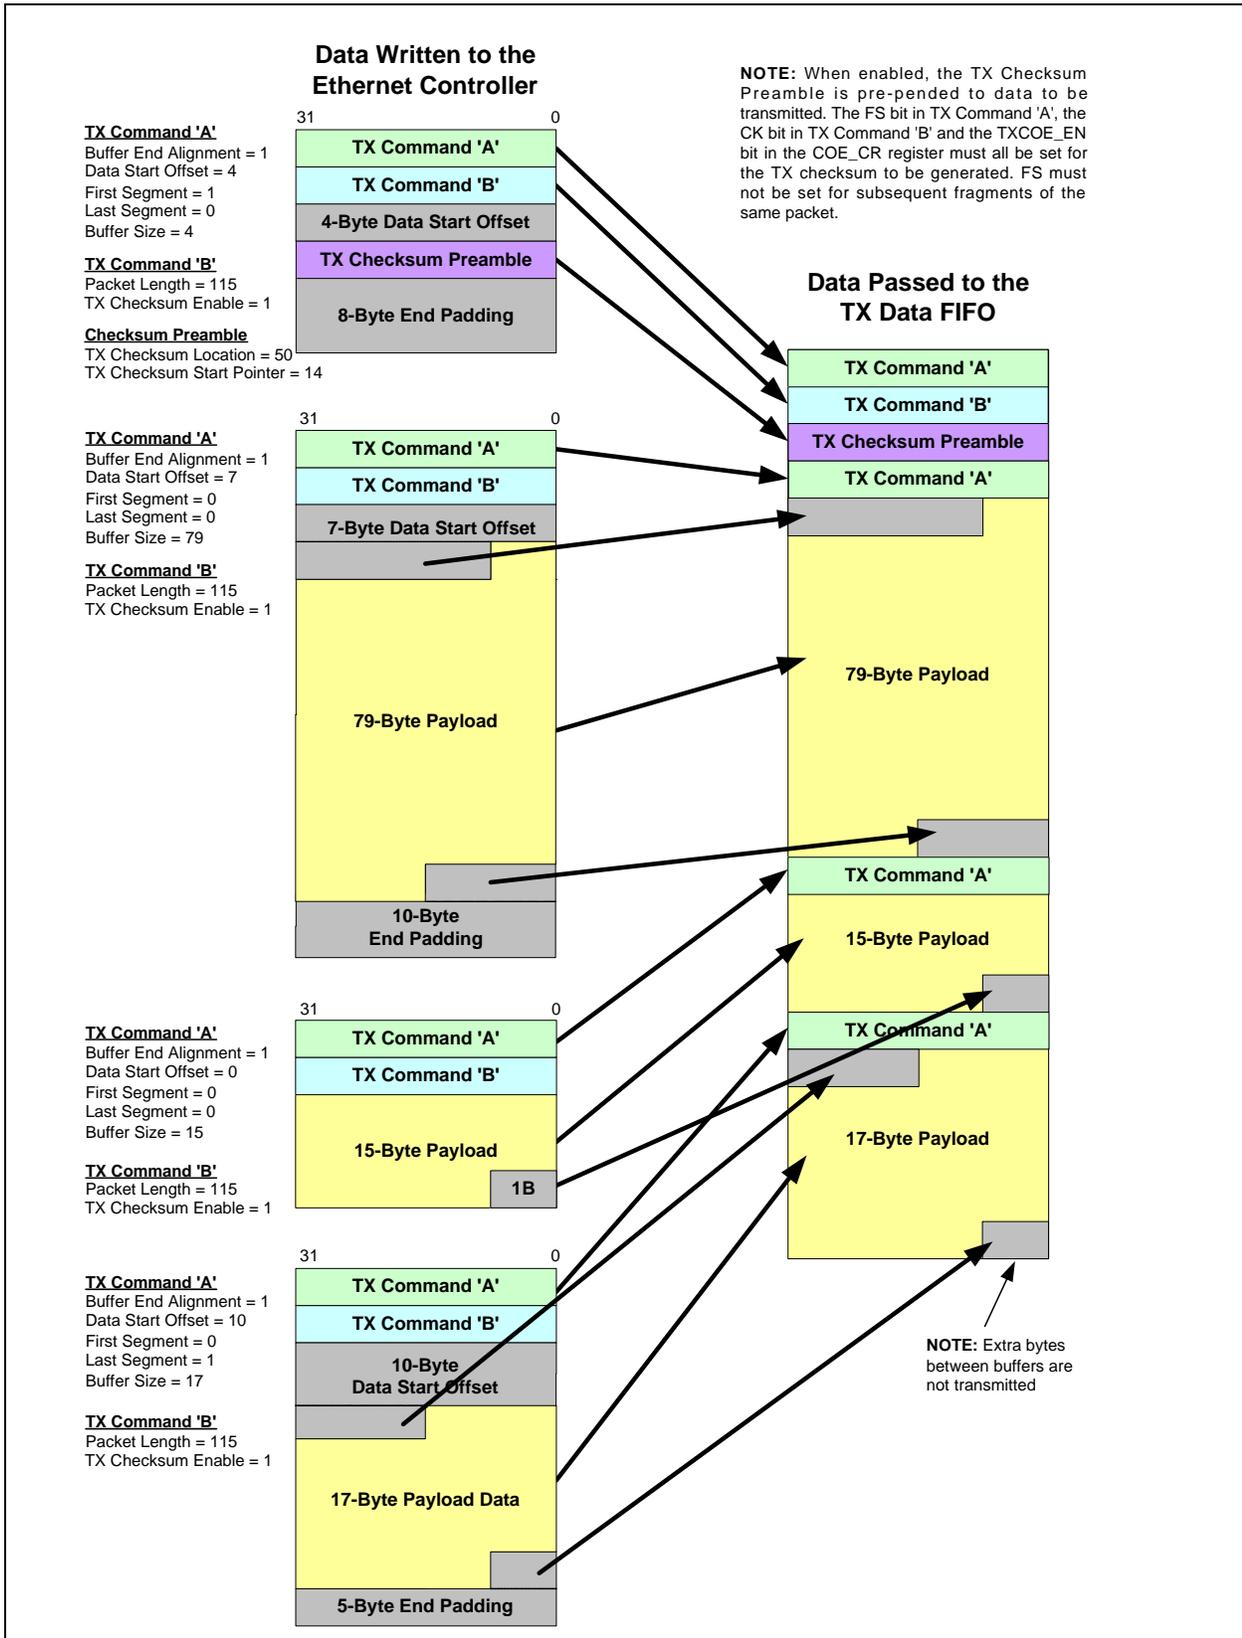 Data Written to the
Ethernet Controller
NOTE: When enabled, the TX Checksum
Preamble is pre-pended to data to be
transmitted. The FS bit in TX Command 'A', the
CK bit in TX Command 'B' and the TXCOE_EN
bit in the COE_CR register must all be set for
the TX checksum to be generated. FS must
not be set for subsequent fragments of the
same packet.
31 0
TX Command 'A'
Buffer End Alignment = 1
Data Start Offset = 4
First Segment = 1
Last Segment = 0
Buffer Size = 4
TX Command 'B'
Packet Length = 115
TX Checksum Enable = 1
Checksum Preamble
TX Checksum Location = 50
TX Checksum Start Pointer = 14
TX Command 'A'
TX Command 'B'
4-Byte Data Start Offset
TX Checksum Preamble
8-Byte End Padding
31 0
TX Command 'A'
Buffer End Alignment = 1
Data Start Offset = 7
First Segment = 0
Last Segment = 0
Buffer Size = 79
TX Command 'B'
Packet Length = 115
TX Checksum Enable = 1
TX Command 'A'
TX Command 'B'
7-Byte Data Start Offset
79-Byte Payload
10-Byte
End Padding
31 0
TX Command 'A'
Buffer End Alignment = 1
Data Start Offset = 0
First Segment = 0
Last Segment = 0
Buffer Size = 15
TX Command 'B'
Packet Length = 115
TX Checksum Enable = 1
TX Command 'A'
TX Command 'B'
15-Byte Payload
1B
31 0
TX Command 'A'
Buffer End Alignment = 1
Data Start Offset = 10
First Segment = 0
Last Segment = 1
Buffer Size = 17
TX Command 'B'
Packet Length = 115
TX Checksum Enable = 1
TX Command 'A'
TX Command 'B'
10-Byte
Data Start Offset
17-Byte Payload Data
5-Byte End Padding
Data Passed to the
TX Data FIFO
TX Command 'A'
TX Command 'B'
TX Checksum Preamble
TX Command 'A'
79-Byte Payload
TX Command 'A'
15-Byte Payload
TX Command 'A'
17-Byte Payload
NOTE: Extra bytes
between buffers are
not transmitted